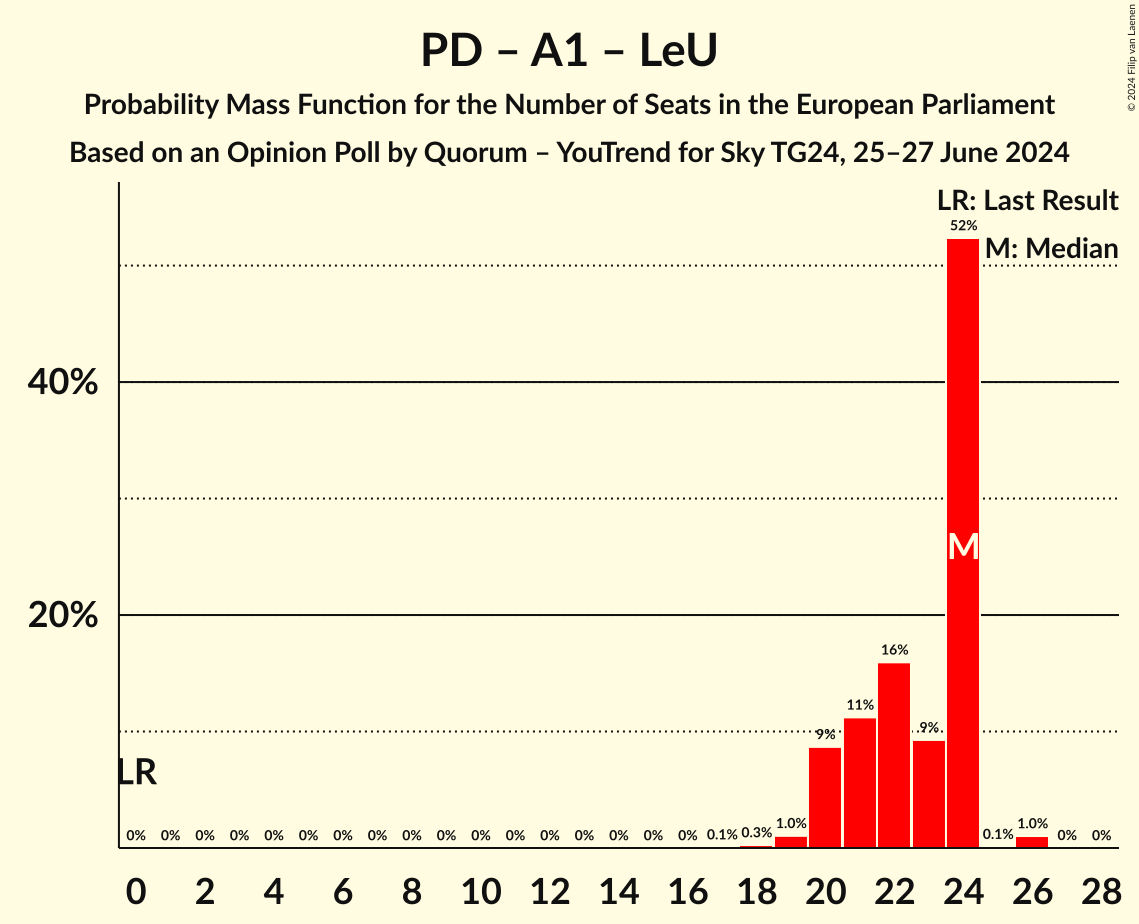 PD – A1 – LeU
Probability Mass Function for the Number of Seats in the European Parliament
Based on an Opinion Poll by Quorum – YouTrend for Sky TG24, 25–27 June 2024
© 2024 Filip van Laenen
LR: Last Result
M: Median
52%
40%
20%
M
LR
16%
11%
9%
9%
0% 0% 0% 0% 0% 0% 0% 0% 0% 0% 0% 0% 0% 0% 0% 0% 0% 0.1% 0.3% 1.0% 0.1% 1.0% 0% 0%
0 2 4 6 8 10 12 14 16 18 20 22 24 26 28